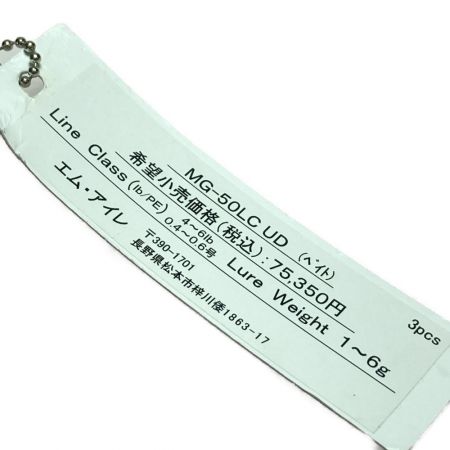 MG-50LC UD (ベイト)
希望小売価格(税込):75,350円
Line Class(lb/PE) 4～6lb 0.4～0.6号 Lure Weight 1～6g
エム・アイレ 〒390-1701 長野県松本市梓川倭1863-17
3pcs